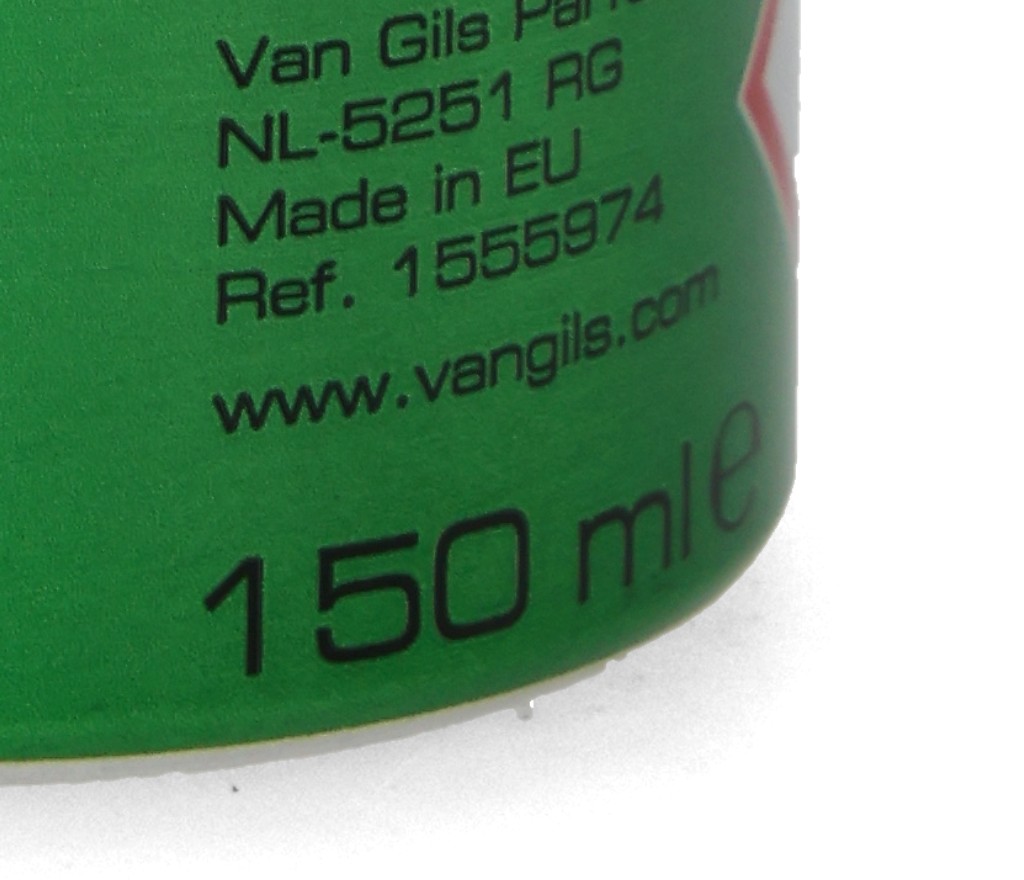 Van Gils
NL-5251 RG
Made in EU
Ref. 1555974
www.vangils.com
150 ml e